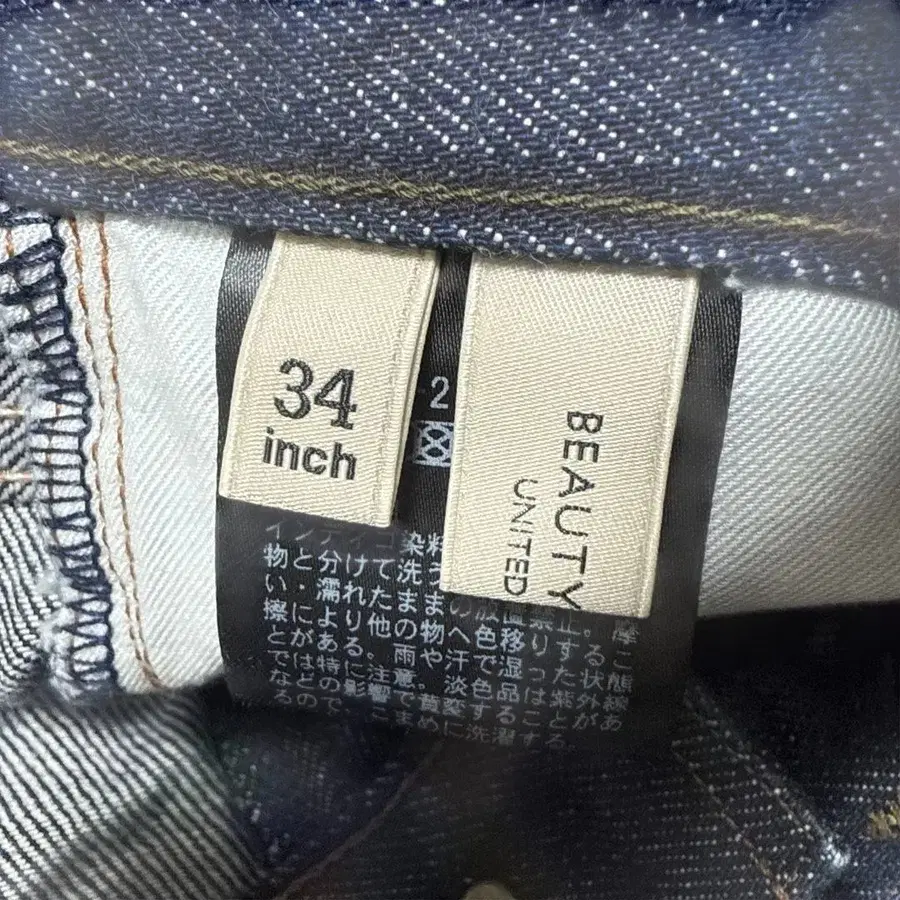 34
inch
2
BEAUTY
UNITED
インディゴ染料
物と分けて洗う
い・濡れたままの放置禁止。摩
擦により他の物へ色移りするこ
とがある。雨や汗で湿った状態
では特に注意。淡色品は紫外線
などの影響で黄変することがあ
るので、こまめに洗濯する。